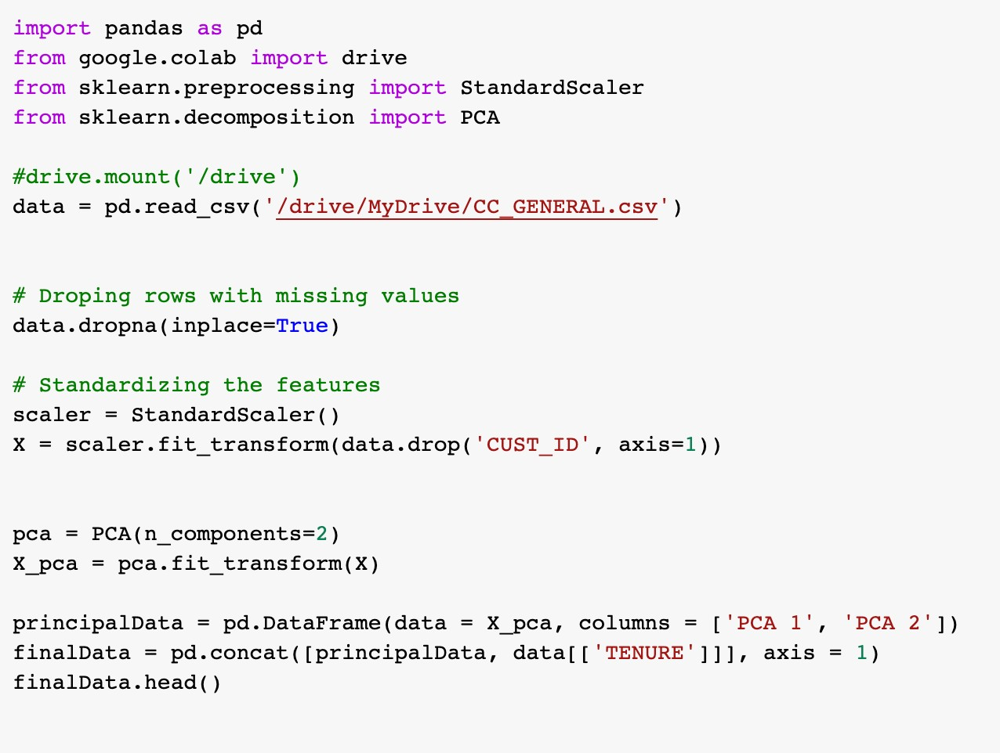 import pandas as pd
from google.colab import drive
from sklearn.preprocessing import StandardScaler
from sklearn.decomposition import PCA
#drive.mount('/drive')
data = pd.read_csv('/drive/MyDrive/CC_GENERAL.csv')
# Droping rows with missing values
data.dropna(inplace=True)
# Standardizing the features
scaler = StandardScaler()
X = scaler.fit_transform(data.drop('CUST_ID', axis=1))
pca = PCA(n_components=2)
X_pca = pca.fit_transform(X)
principalData = pd.DataFrame(data = X_pca, columns = ['PCA 1', 'PCA 2'])
finalData = pd.concat([principalData, data[['TENURE']]], axis = 1)
finalData.head()